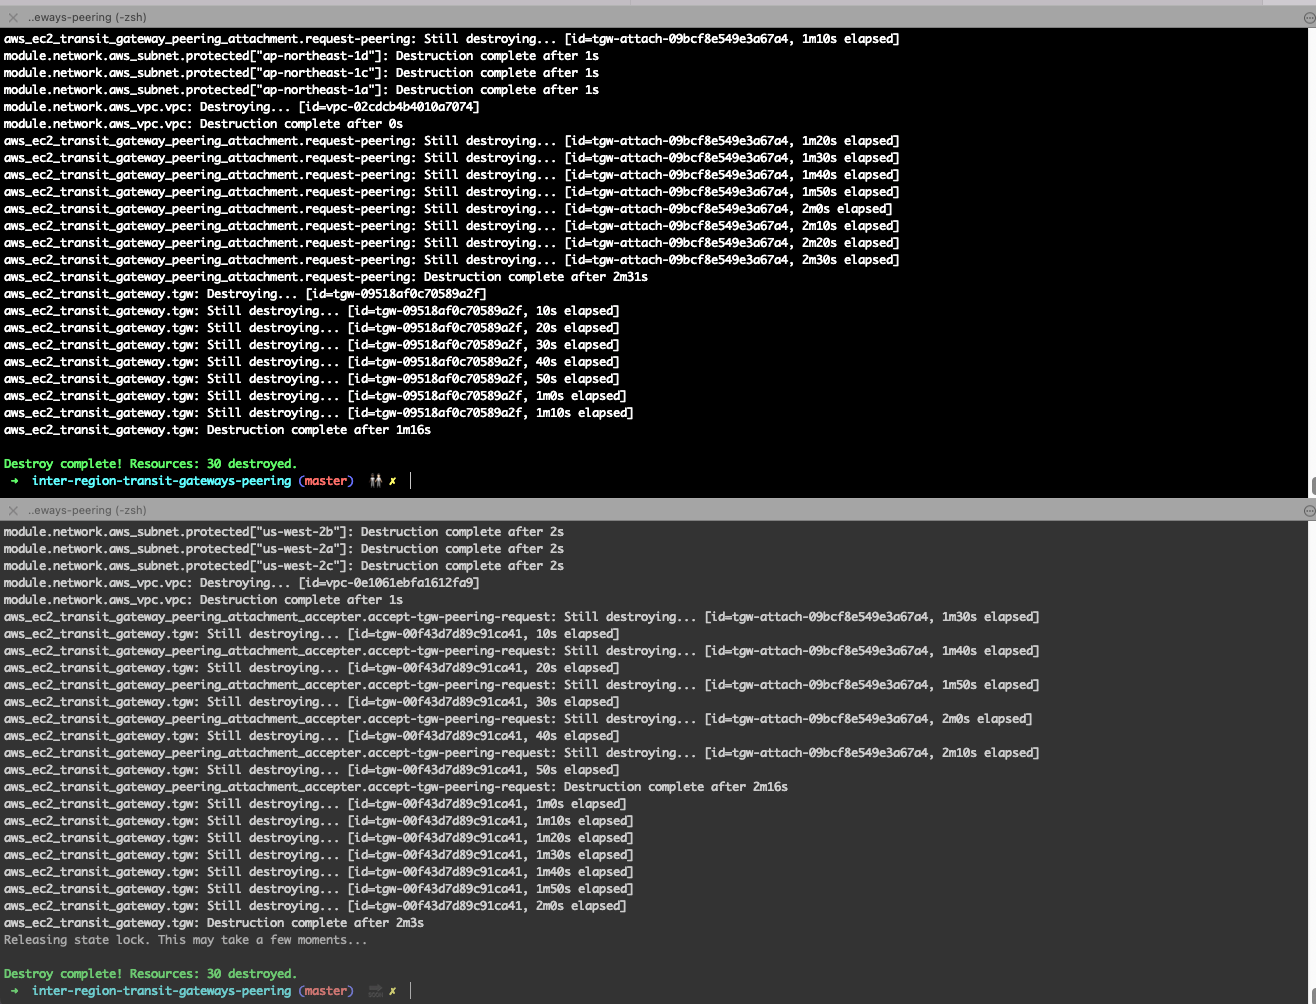 ..eways-peering (-zsh)
aws_ec2_transit_gateway_peering_attachment.request-peering: Still destroying... [id=tgw-attach-09bcf8e549e3a67a4, 1m10s elapsed]
module.network.aws_subnet.protected["ap-northeast-1d"]: Destruction complete after 1s
module.network.aws_subnet.protected["ap-northeast-1c"]: Destruction complete after 1s
module.network.aws_subnet.protected["ap-northeast-1a"]: Destruction complete after 1s
module.network.aws_vpc.vpc: Destroying... [id=vpc-02cdcb4b4010a7074]
module.network.aws_vpc.vpc: Destruction complete after 0s
aws_ec2_transit_gateway_peering_attachment.request-peering: Still destroying... [id=tgw-attach-09bcf8e549e3a67a4, 1m20s elapsed]
aws_ec2_transit_gateway_peering_attachment.request-peering: Still destroying... [id=tgw-attach-09bcf8e549e3a67a4, 1m30s elapsed]
aws_ec2_transit_gateway_peering_attachment.request-peering: Still destroying... [id=tgw-attach-09bcf8e549e3a67a4, 1m40s elapsed]
aws_ec2_transit_gateway_peering_attachment.request-peering: Still destroying... [id=tgw-attach-09bcf8e549e3a67a4, 1m50s elapsed]
aws_ec2_transit_gateway_peering_attachment.request-peering: Still destroying... [id=tgw-attach-09bcf8e549e3a67a4, 2m0s elapsed]
aws_ec2_transit_gateway_peering_attachment.request-peering: Still destroying... [id=tgw-attach-09bcf8e549e3a67a4, 2m10s elapsed]
aws_ec2_transit_gateway_peering_attachment.request-peering: Still destroying... [id=tgw-attach-09bcf8e549e3a67a4, 2m20s elapsed]
aws_ec2_transit_gateway_peering_attachment.request-peering: Still destroying... [id=tgw-attach-09bcf8e549e3a67a4, 2m30s elapsed]
aws_ec2_transit_gateway_peering_attachment.request-peering: Destruction complete after 2m31s
aws_ec2_transit_gateway.tgw: Destroying... [id=tgw-09518af0c70589a2f]
aws_ec2_transit_gateway.tgw: Still destroying... [id=tgw-09518af0c70589a2f, 10s elapsed]
aws_ec2_transit_gateway.tgw: Still destroying... [id=tgw-09518af0c70589a2f, 20s elapsed]
aws_ec2_transit_gateway.tgw: Still destroying... [id=tgw-09518af0c70589a2f, 30s elapsed]
aws_ec2_transit_gateway.tgw: Still destroying... [id=tgw-09518af0c70589a2f, 40s elapsed]
aws_ec2_transit_gateway.tgw: Still destroying... [id=tgw-09518af0c70589a2f, 50s elapsed]
aws_ec2_transit_gateway.tgw: Still destroying... [id=tgw-09518af0c70589a2f, 1m0s elapsed]
aws_ec2_transit_gateway.tgw: Still destroying... [id=tgw-09518af0c70589a2f, 1m10s elapsed]
aws_ec2_transit_gateway.tgw: Destruction complete after 1m16s
Destroy complete! Resources: 30 destroyed.
➜ inter-region-transit-gateways-peering (master) 👬 ✗
..eways-peering (-zsh)
module.network.aws_subnet.protected["us-west-2b"]: Destruction complete after 2s
module.network.aws_subnet.protected["us-west-2a"]: Destruction complete after 2s
module.network.aws_subnet.protected["us-west-2c"]: Destruction complete after 2s
module.network.aws_vpc.vpc: Destroying... [id=vpc-0e1061ebfa1612fa9]
module.network.aws_vpc.vpc: Destruction complete after 1s
aws_ec2_transit_gateway_peering_attachment_accepter.accept-tgw-peering-request: Still destroying... [id=tgw-attach-09bcf8e549e3a67a4, 1m30s elapsed]
aws_ec2_transit_gateway.tgw: Still destroying... [id=tgw-00f43d7d89c91ca41, 10s elapsed]
aws_ec2_transit_gateway_peering_attachment_accepter.accept-tgw-peering-request: Still destroying... [id=tgw-attach-09bcf8e549e3a67a4, 1m40s elapsed]
aws_ec2_transit_gateway.tgw: Still destroying... [id=tgw-00f43d7d89c91ca41, 20s elapsed]
aws_ec2_transit_gateway_peering_attachment_accepter.accept-tgw-peering-request: Still destroying... [id=tgw-attach-09bcf8e549e3a67a4, 1m50s elapsed]
aws_ec2_transit_gateway.tgw: Still destroying... [id=tgw-00f43d7d89c91ca41, 30s elapsed]
aws_ec2_transit_gateway_peering_attachment_accepter.accept-tgw-peering-request: Still destroying... [id=tgw-attach-09bcf8e549e3a67a4, 2m0s elapsed]
aws_ec2_transit_gateway.tgw: Still destroying... [id=tgw-00f43d7d89c91ca41, 40s elapsed]
aws_ec2_transit_gateway_peering_attachment_accepter.accept-tgw-peering-request: Still destroying... [id=tgw-attach-09bcf8e549e3a67a4, 2m10s elapsed]
aws_ec2_transit_gateway.tgw: Still destroying... [id=tgw-00f43d7d89c91ca41, 50s elapsed]
aws_ec2_transit_gateway_peering_attachment_accepter.accept-tgw-peering-request: Destruction complete after 2m16s
aws_ec2_transit_gateway.tgw: Still destroying... [id=tgw-00f43d7d89c91ca41, 1m0s elapsed]
aws_ec2_transit_gateway.tgw: Still destroying... [id=tgw-00f43d7d89c91ca41, 1m10s elapsed]
aws_ec2_transit_gateway.tgw: Still destroying... [id=tgw-00f43d7d89c91ca41, 1m20s elapsed]
aws_ec2_transit_gateway.tgw: Still destroying... [id=tgw-00f43d7d89c91ca41, 1m30s elapsed]
aws_ec2_transit_gateway.tgw: Still destroying... [id=tgw-00f43d7d89c91ca41, 1m40s elapsed]
aws_ec2_transit_gateway.tgw: Still destroying... [id=tgw-00f43d7d89c91ca41, 1m50s elapsed]
aws_ec2_transit_gateway.tgw: Still destroying... [id=tgw-00f43d7d89c91ca41, 2m0s elapsed]
aws_ec2_transit_gateway.tgw: Destruction complete after 2m3s
Releasing state lock. This may take a few moments...
Destroy complete! Resources: 30 destroyed.
➜ inter-region-transit-gateways-peering (master) 🔜 ✗